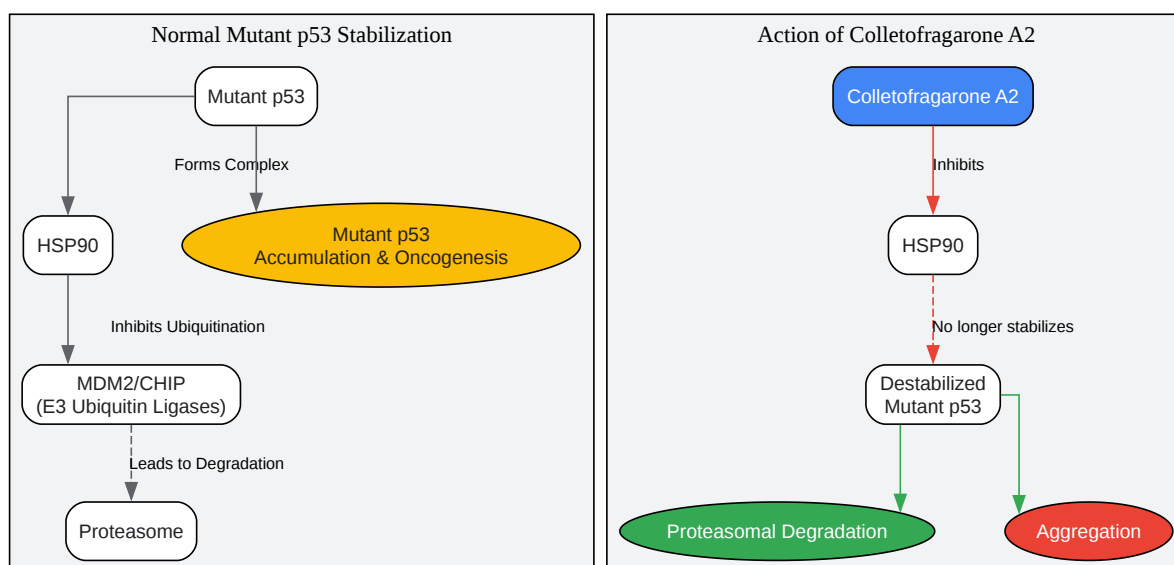 Normal Mutant p53 Stabilization
Mutant p53
Forms Complex
HSP90
Mutant p53
Accumulation & Oncogenesis
Inhibits Ubiquitination
MDM2/CHIP
(E3 Ubiquitin Ligases)
Leads to Degradation
Proteasome
Action of Colletofragarone A2
Colletofragarone A2
Inhibits
HSP90
No longer stabilizes
Destabilized
Mutant p53
Proteasomal Degradation
Aggregation